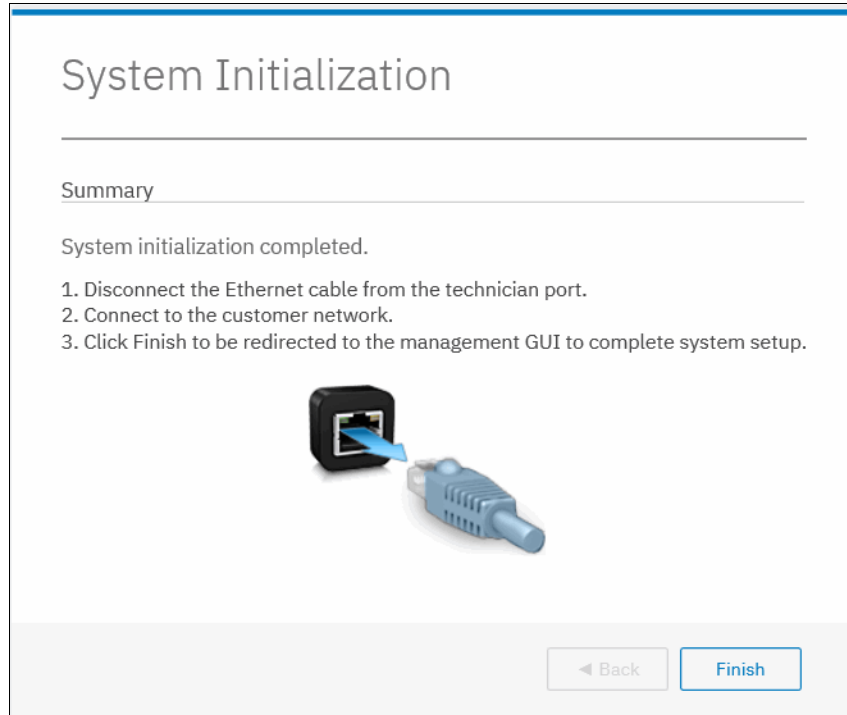 System Initialization
Summary
System initialization completed.
1. Disconnect the Ethernet cable from the technician port.
2. Connect to the customer network.
3. Click Finish to be redirected to the management GUI to complete system setup.
◄ Back
Finish